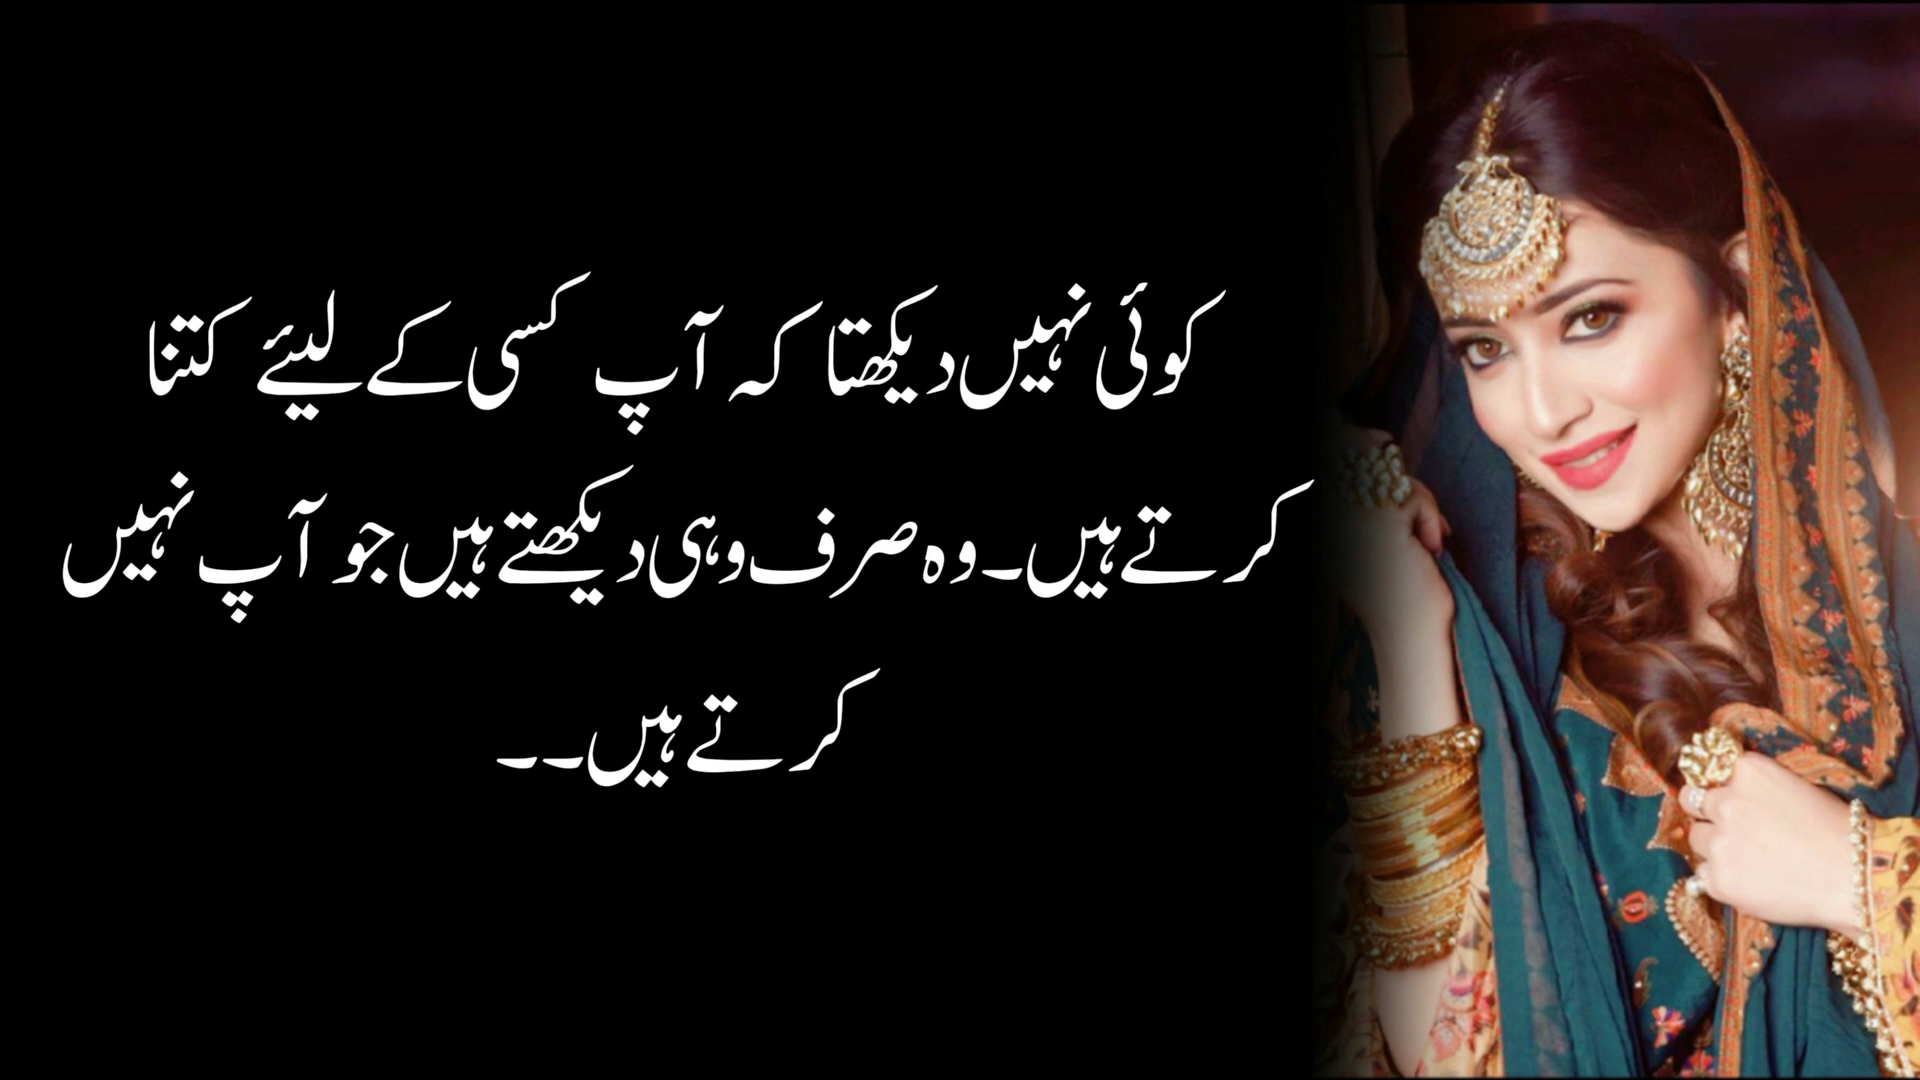 کوئی نہیں دیکھتا کہ آپ کسی کے لیئے کتنا
کرتے ہیں۔ وہ صرف وہی دیکھتے ہیں جو آپ نہیں
کرتے ہیں۔۔